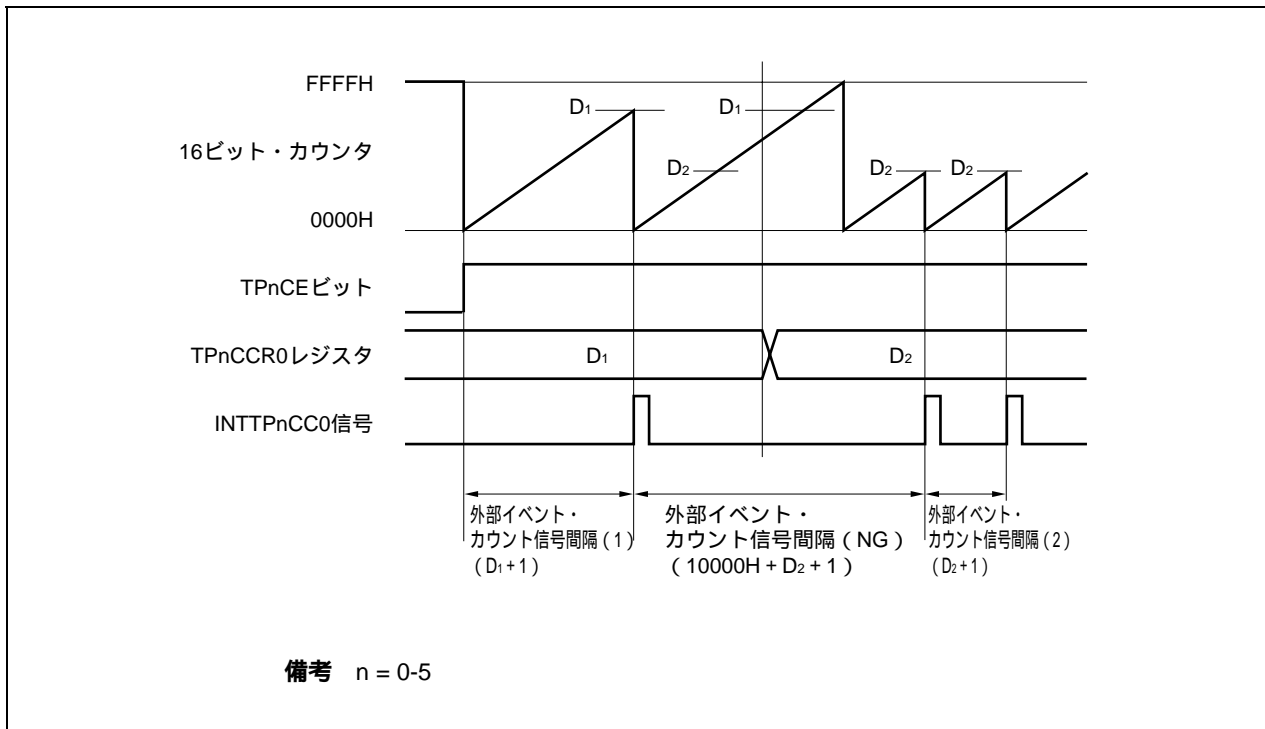 FFFFH
D1
D1
16ビット・カウンタ
D2
D2
D2
0000H
TPnCEビット
TPnCCR0レジスタ
D1
D2
INTTPnCC0信号
外部イベント・
カウント信号間隔(1)
(D1+1)
外部イベント・
カウント信号間隔(NG)
(10000H+D2+1)
外部イベント・
カウント信号間隔(2)
(D2+1)
備考 n = 0-5